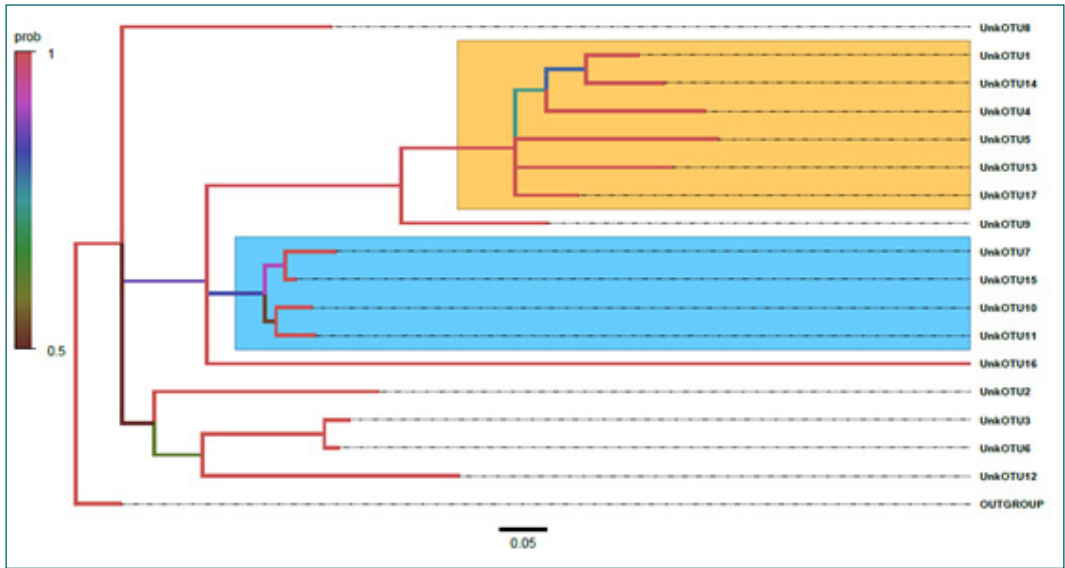 prob
1
0.5
UnkOTU8
UnkOTU1
UnkOTU14
UnkOTU4
UnkOTU5
UnkOTU13
UnkOTU17
UnkOTU9
UnkOTU7
UnkOTU15
UnkOTU10
UnkOTU11
UnkOTU16
UnkOTU2
UnkOTU3
UnkOTU6
UnkOTU12
OUTGROUP
0.05